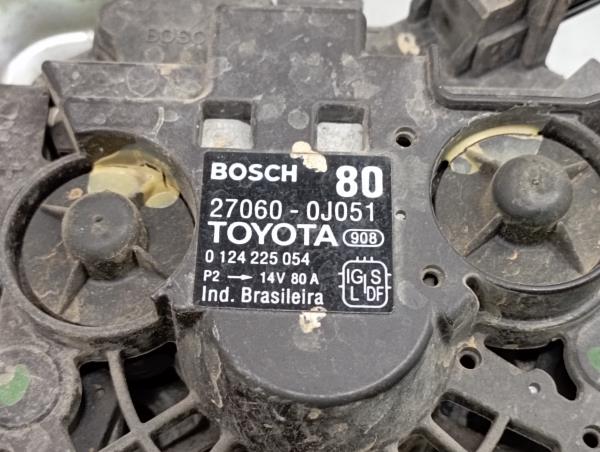 BOSCH
BOSCH 80
27060 - 0J051
TOYOTA 908
0 124 225 054
P2 → 14V 80 A
Ind. Brasileira
IG S
L I DF